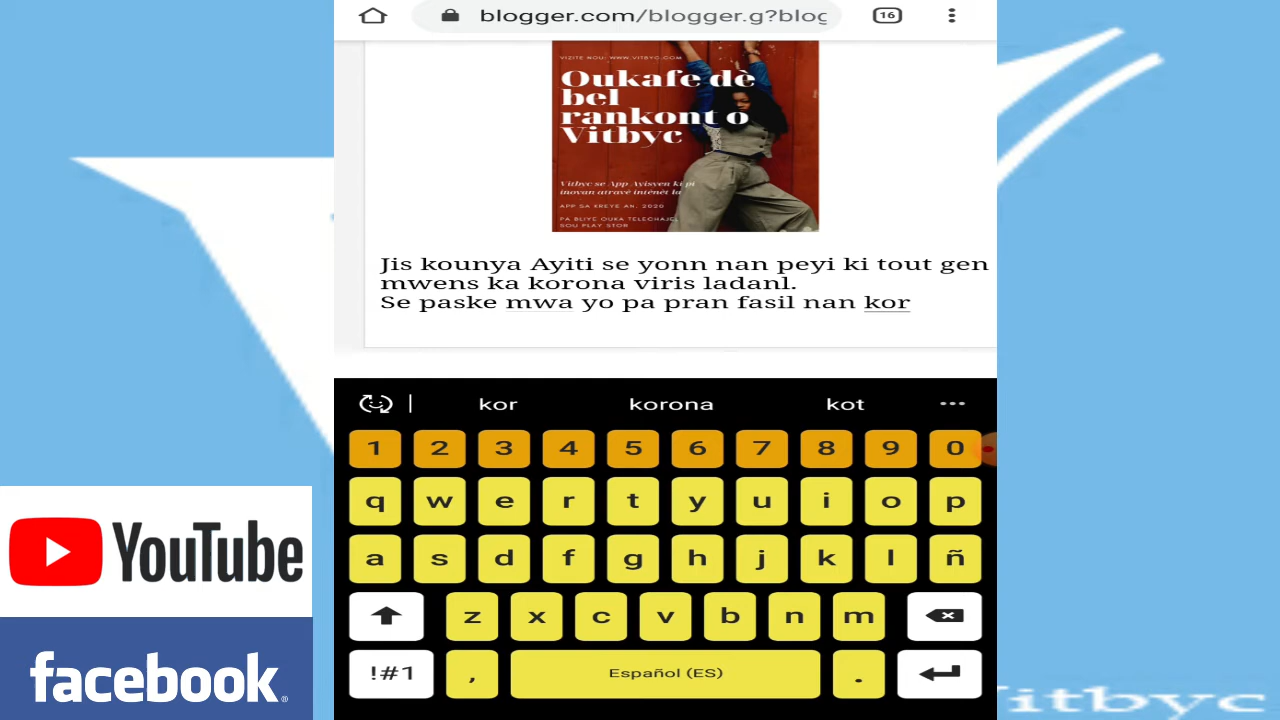 blogger.com/blogger.g?blog
16
VIZITE NOU: WWW.VITBYC.COM
Oukafe dè
bel
rankont o
Vitbyc
Vitbyc se App Ayisyen ki pi
inovan atravè intènèt la
APP SA KREYE AN. 2020
PA BLIYE OUKA TELECHAJEL
SOU PLAY STOR
Jis kounya Ayiti se yonn nan peyi ki tout gen
mwens ka korona viris ladanl.
Se paske mwa yo pa pran fasil nan kor
kor korona kot
1 2 3 4 5 6 7 8 9 0
q w e r t y u i o p
a s d f g h j k l ñ
z x c v b n m
!#1 , Español (ES) .
YouTube
facebook
itbyc